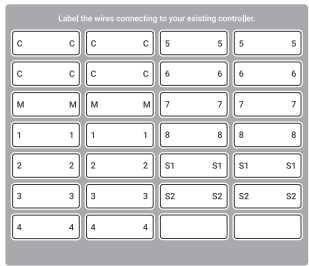 Label the wires connecting to your existing controller.
C C C C 5 5 5 5
C C C C 6 6 6 6
M M M M 7 7 7 7
1 1 1 1 8 8 8 8
2 2 2 2 S1 S1 S1 S1
3 3 3 3 S2 S2 S2 S2
4 4 4 4